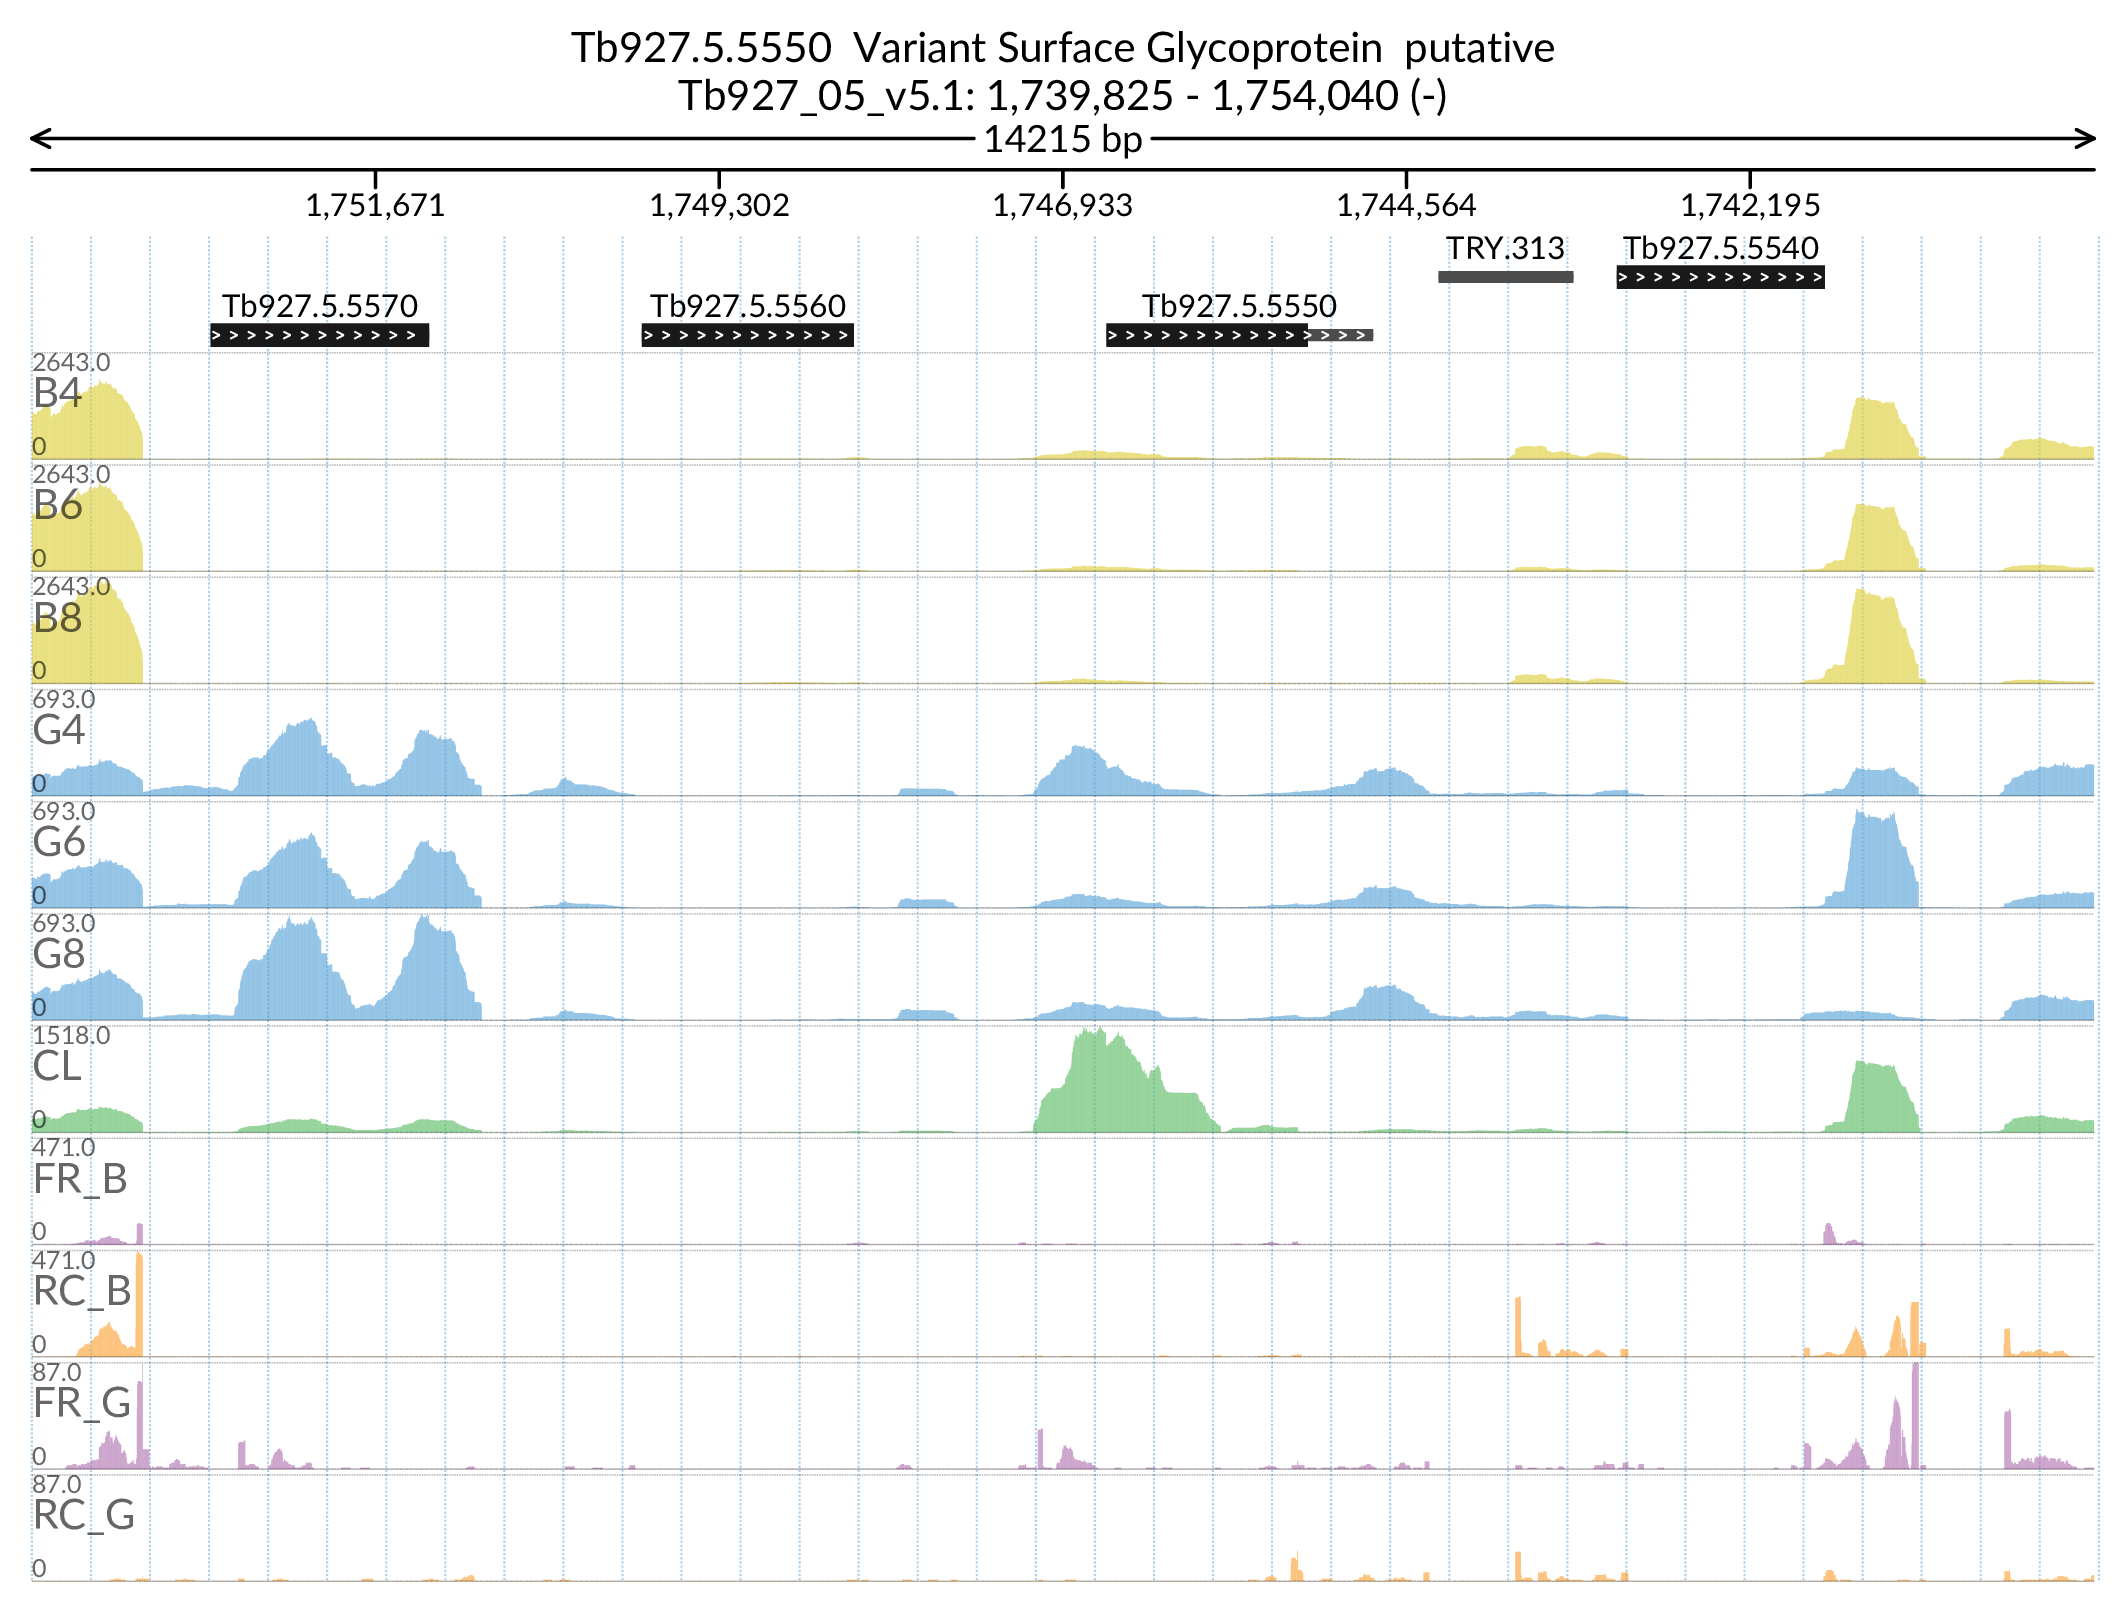 Tb927.5.5550 Variant Surface Glycoprotein putative
Tb927_05_v5.1: 1,739,825 - 1,754,040 (-)
14215 bp
1,751,671 1,749,302 1,746,933 1,744,564 1,742,195
TRY.313 Tb927.5.5540
Tb927.5.5570 Tb927.5.5560 Tb927.5.5550
2643.0
B4
0
2643.0
B6
0
2643.0
B8
0
693.0
G4
0
693.0
G6
0
693.0
G8
0
1518.0
CL
0
471.0
FR_B
0
471.0
RC_B
0
87.0
FR_G
0
87.0
RC_G
0